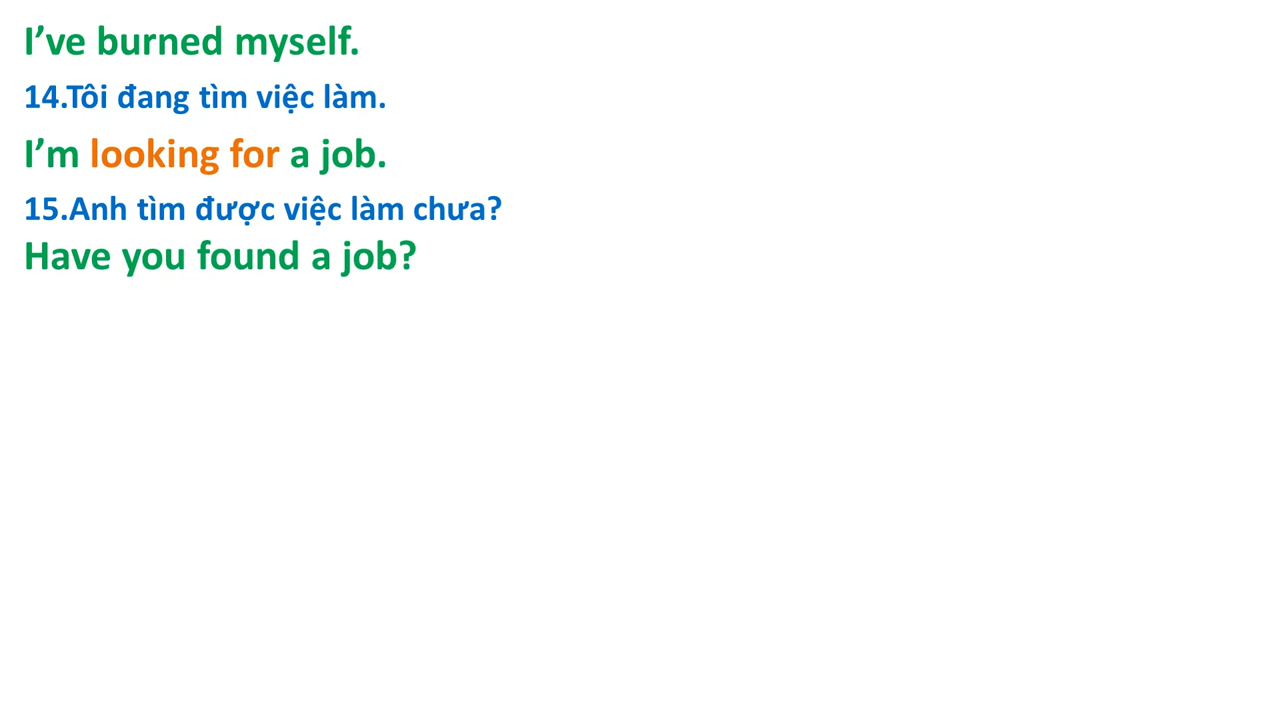 I’ve burned myself.
14.Tôi đang tìm việc làm.
I’m looking for a job.
15.Anh tìm được việc làm chưa?
Have you found a job?